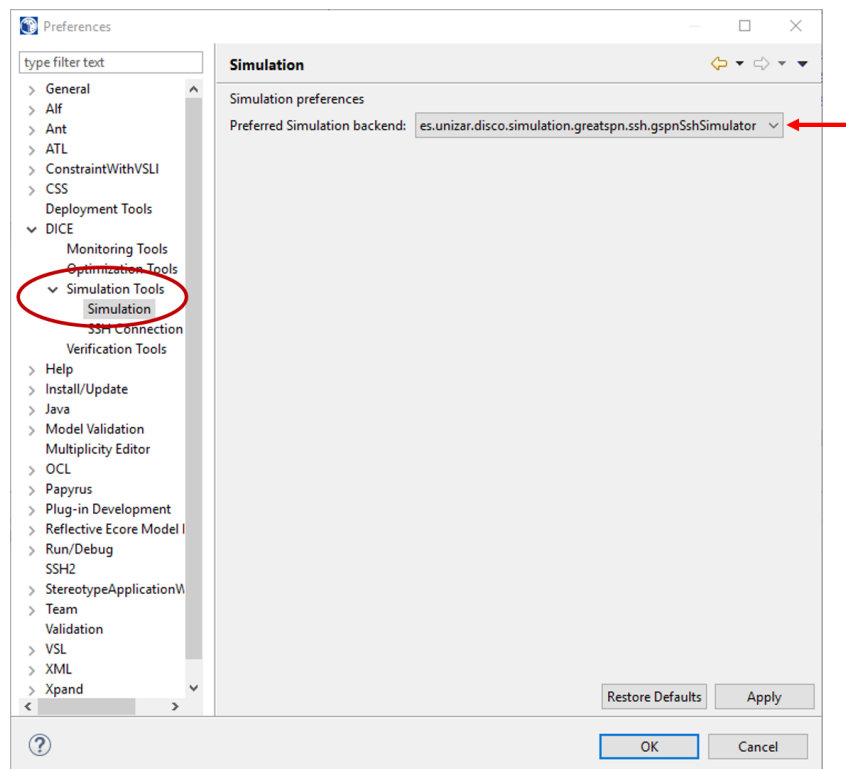 Preferences
type filter text
General
Alf
Ant
ATL
ConstraintWithVSLI
CSS
Deployment Tools
DICE
Monitoring Tools
Optimization Tools
Simulation Tools
Simulation
SSH Connection
Verification Tools
Help
Install/Update
Java
Model Validation
Multiplicity Editor
OCL
Papyrus
Plug-in Development
Reflective Ecore Model
Run/Debug
SSH2
StereotypeApplicationW
Team
Validation
VSL
XML
Xpand
Simulation
Simulation preferences
Preferred Simulation backend: es.unizar.disco.simulation.greatspn.ssh.gspnSshSimulator
Restore Defaults Apply
? OK Cancel